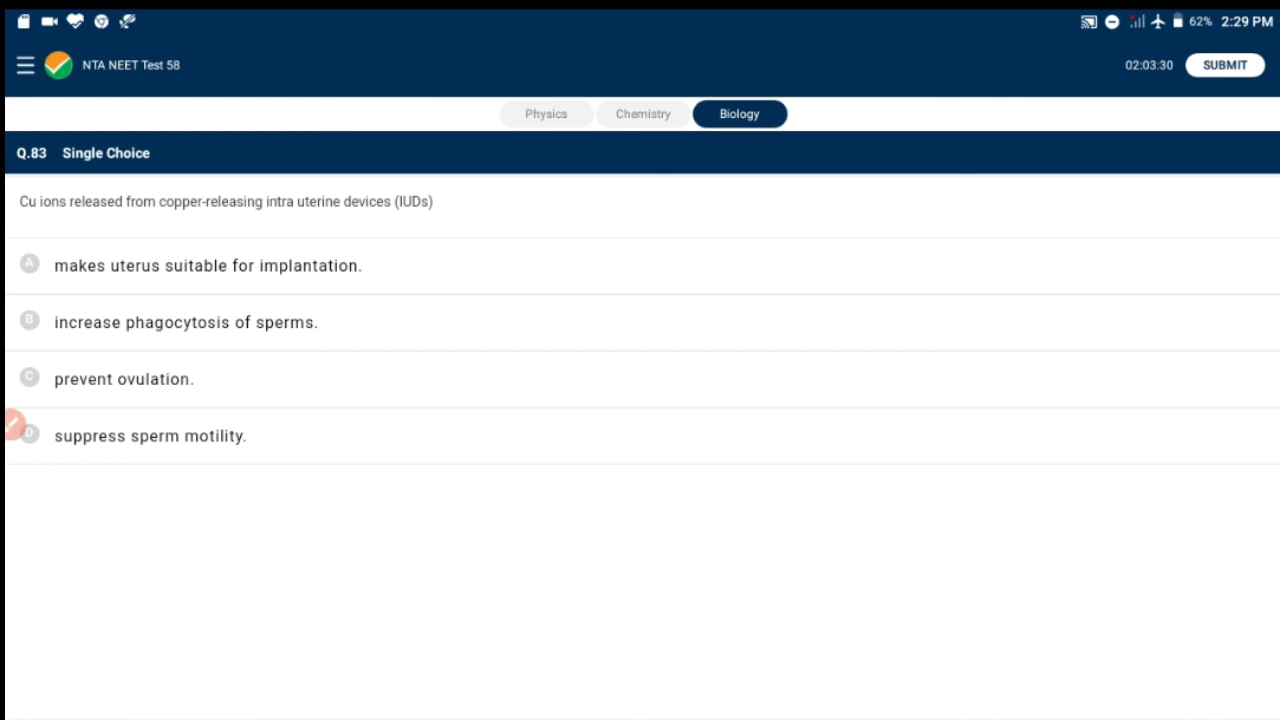 62% 2:29 PM
NTA NEET Test 58
02:03:30 SUBMIT
Physics Chemistry Biology
Q.83 Single Choice
Cu ions released from copper-releasing intra uterine devices (IUDs)
A makes uterus suitable for implantation.
B increase phagocytosis of sperms.
C prevent ovulation.
D suppress sperm motility.